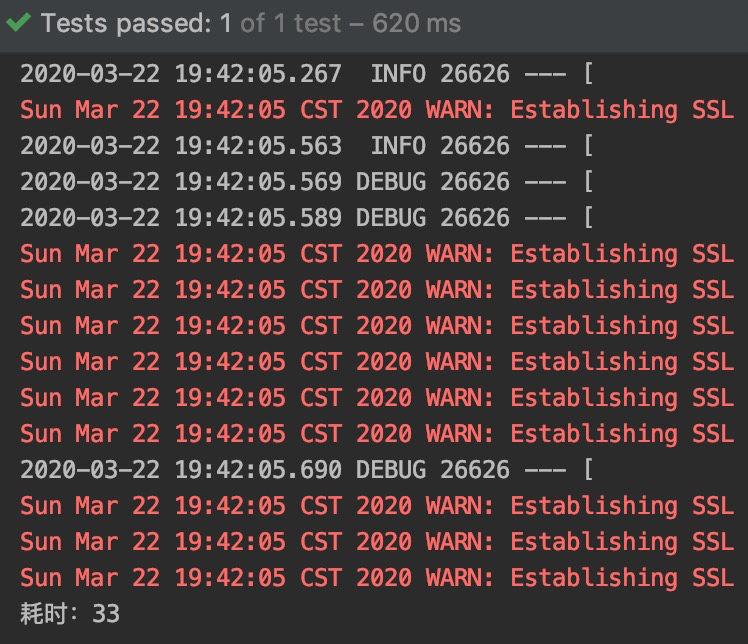 Tests passed: 1 of 1 test – 620 ms
2020-03-22 19:42:05.267  INFO 26626 --- [
Sun Mar 22 19:42:05 CST 2020 WARN: Establishing SSL
2020-03-22 19:42:05.563  INFO 26626 --- [
2020-03-22 19:42:05.569 DEBUG 26626 --- [
2020-03-22 19:42:05.589 DEBUG 26626 --- [
Sun Mar 22 19:42:05 CST 2020 WARN: Establishing SSL
Sun Mar 22 19:42:05 CST 2020 WARN: Establishing SSL
Sun Mar 22 19:42:05 CST 2020 WARN: Establishing SSL
Sun Mar 22 19:42:05 CST 2020 WARN: Establishing SSL
Sun Mar 22 19:42:05 CST 2020 WARN: Establishing SSL
Sun Mar 22 19:42:05 CST 2020 WARN: Establishing SSL
2020-03-22 19:42:05.690 DEBUG 26626 --- [
Sun Mar 22 19:42:05 CST 2020 WARN: Establishing SSL
Sun Mar 22 19:42:05 CST 2020 WARN: Establishing SSL
Sun Mar 22 19:42:05 CST 2020 WARN: Establishing SSL
耗时：33